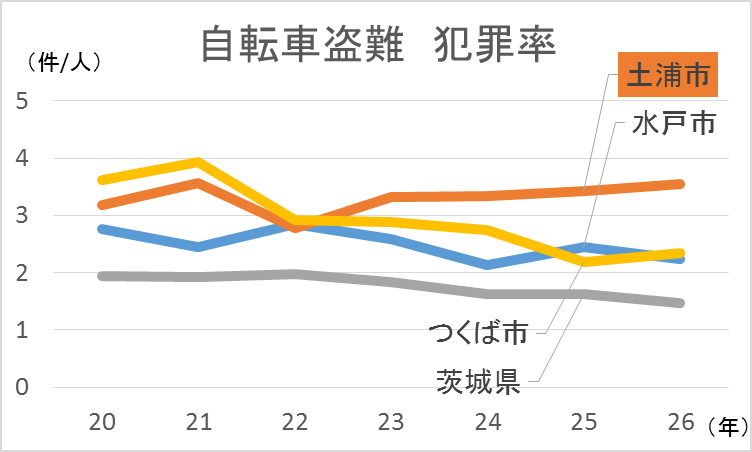 自転車盗難 犯罪率
（件/人）
土浦市
水戸市
5
4
3
2
1
0
つくば市
茨城県
20 21 22 23 24 25 26 （年）